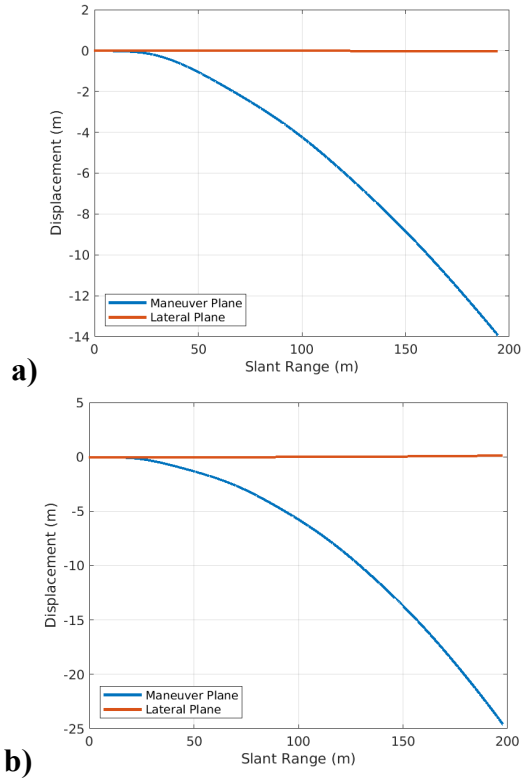 2
0
-2
-4
-6
-8
-10
-12
-14
Displacement (m)
Maneuver Plane
Lateral Plane
0 50 100 150 200
Slant Range (m)
a)
5
0
-5
-10
-15
-20
-25
Displacement (m)
Maneuver Plane
Lateral Plane
0 50 100 150 200
Slant Range (m)
b)